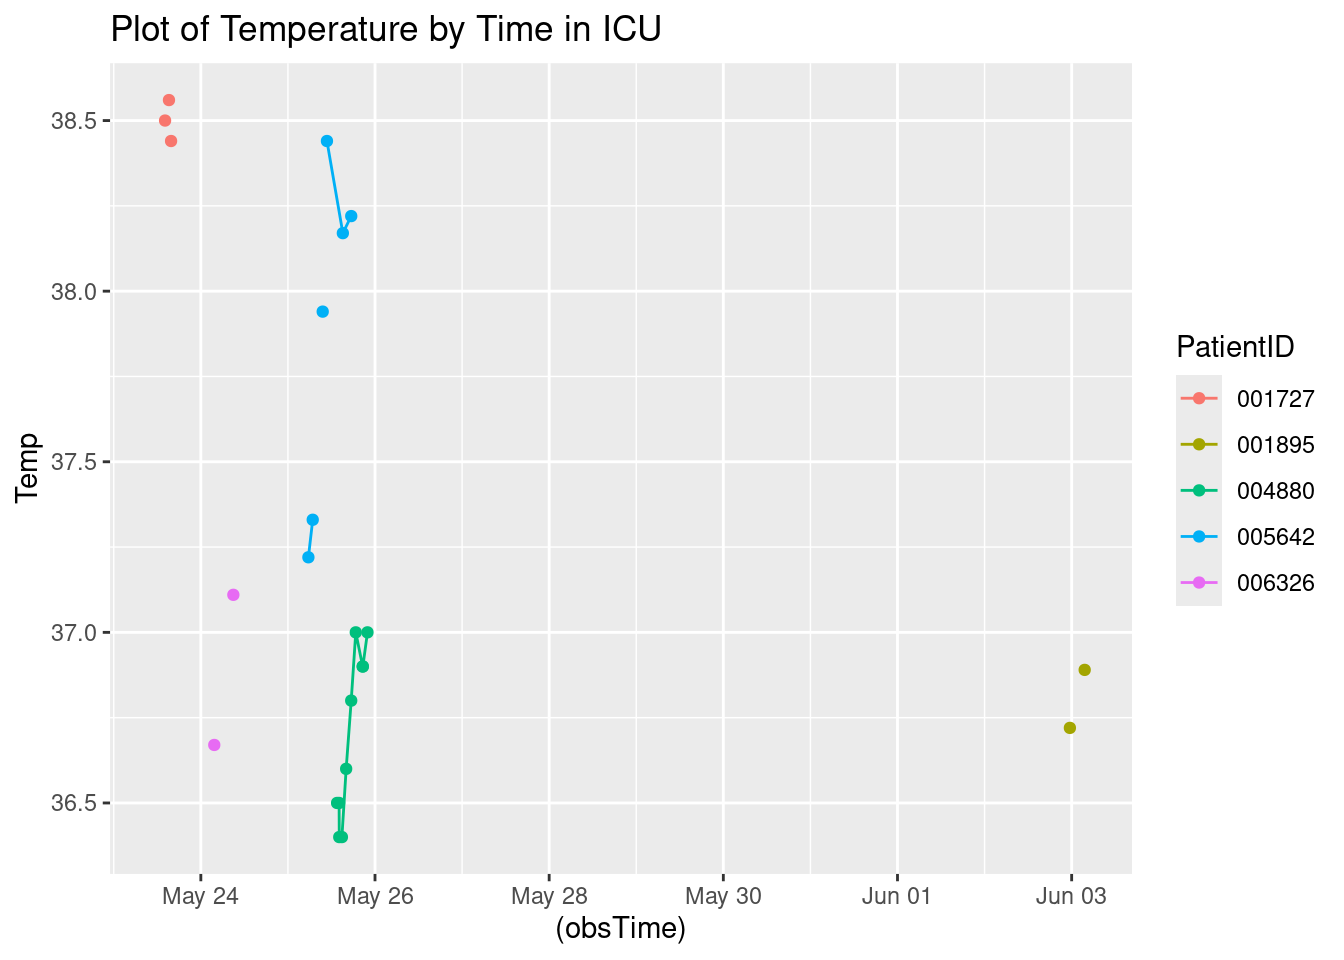 Plot of Temperature by Time in ICU
38.5
38.0
37.5
37.0
36.5
Temp
May 24 May 26 May 28 May 30 Jun 01 Jun 03
(obsTime)
PatientID
001727
001895
004880
005642
006326